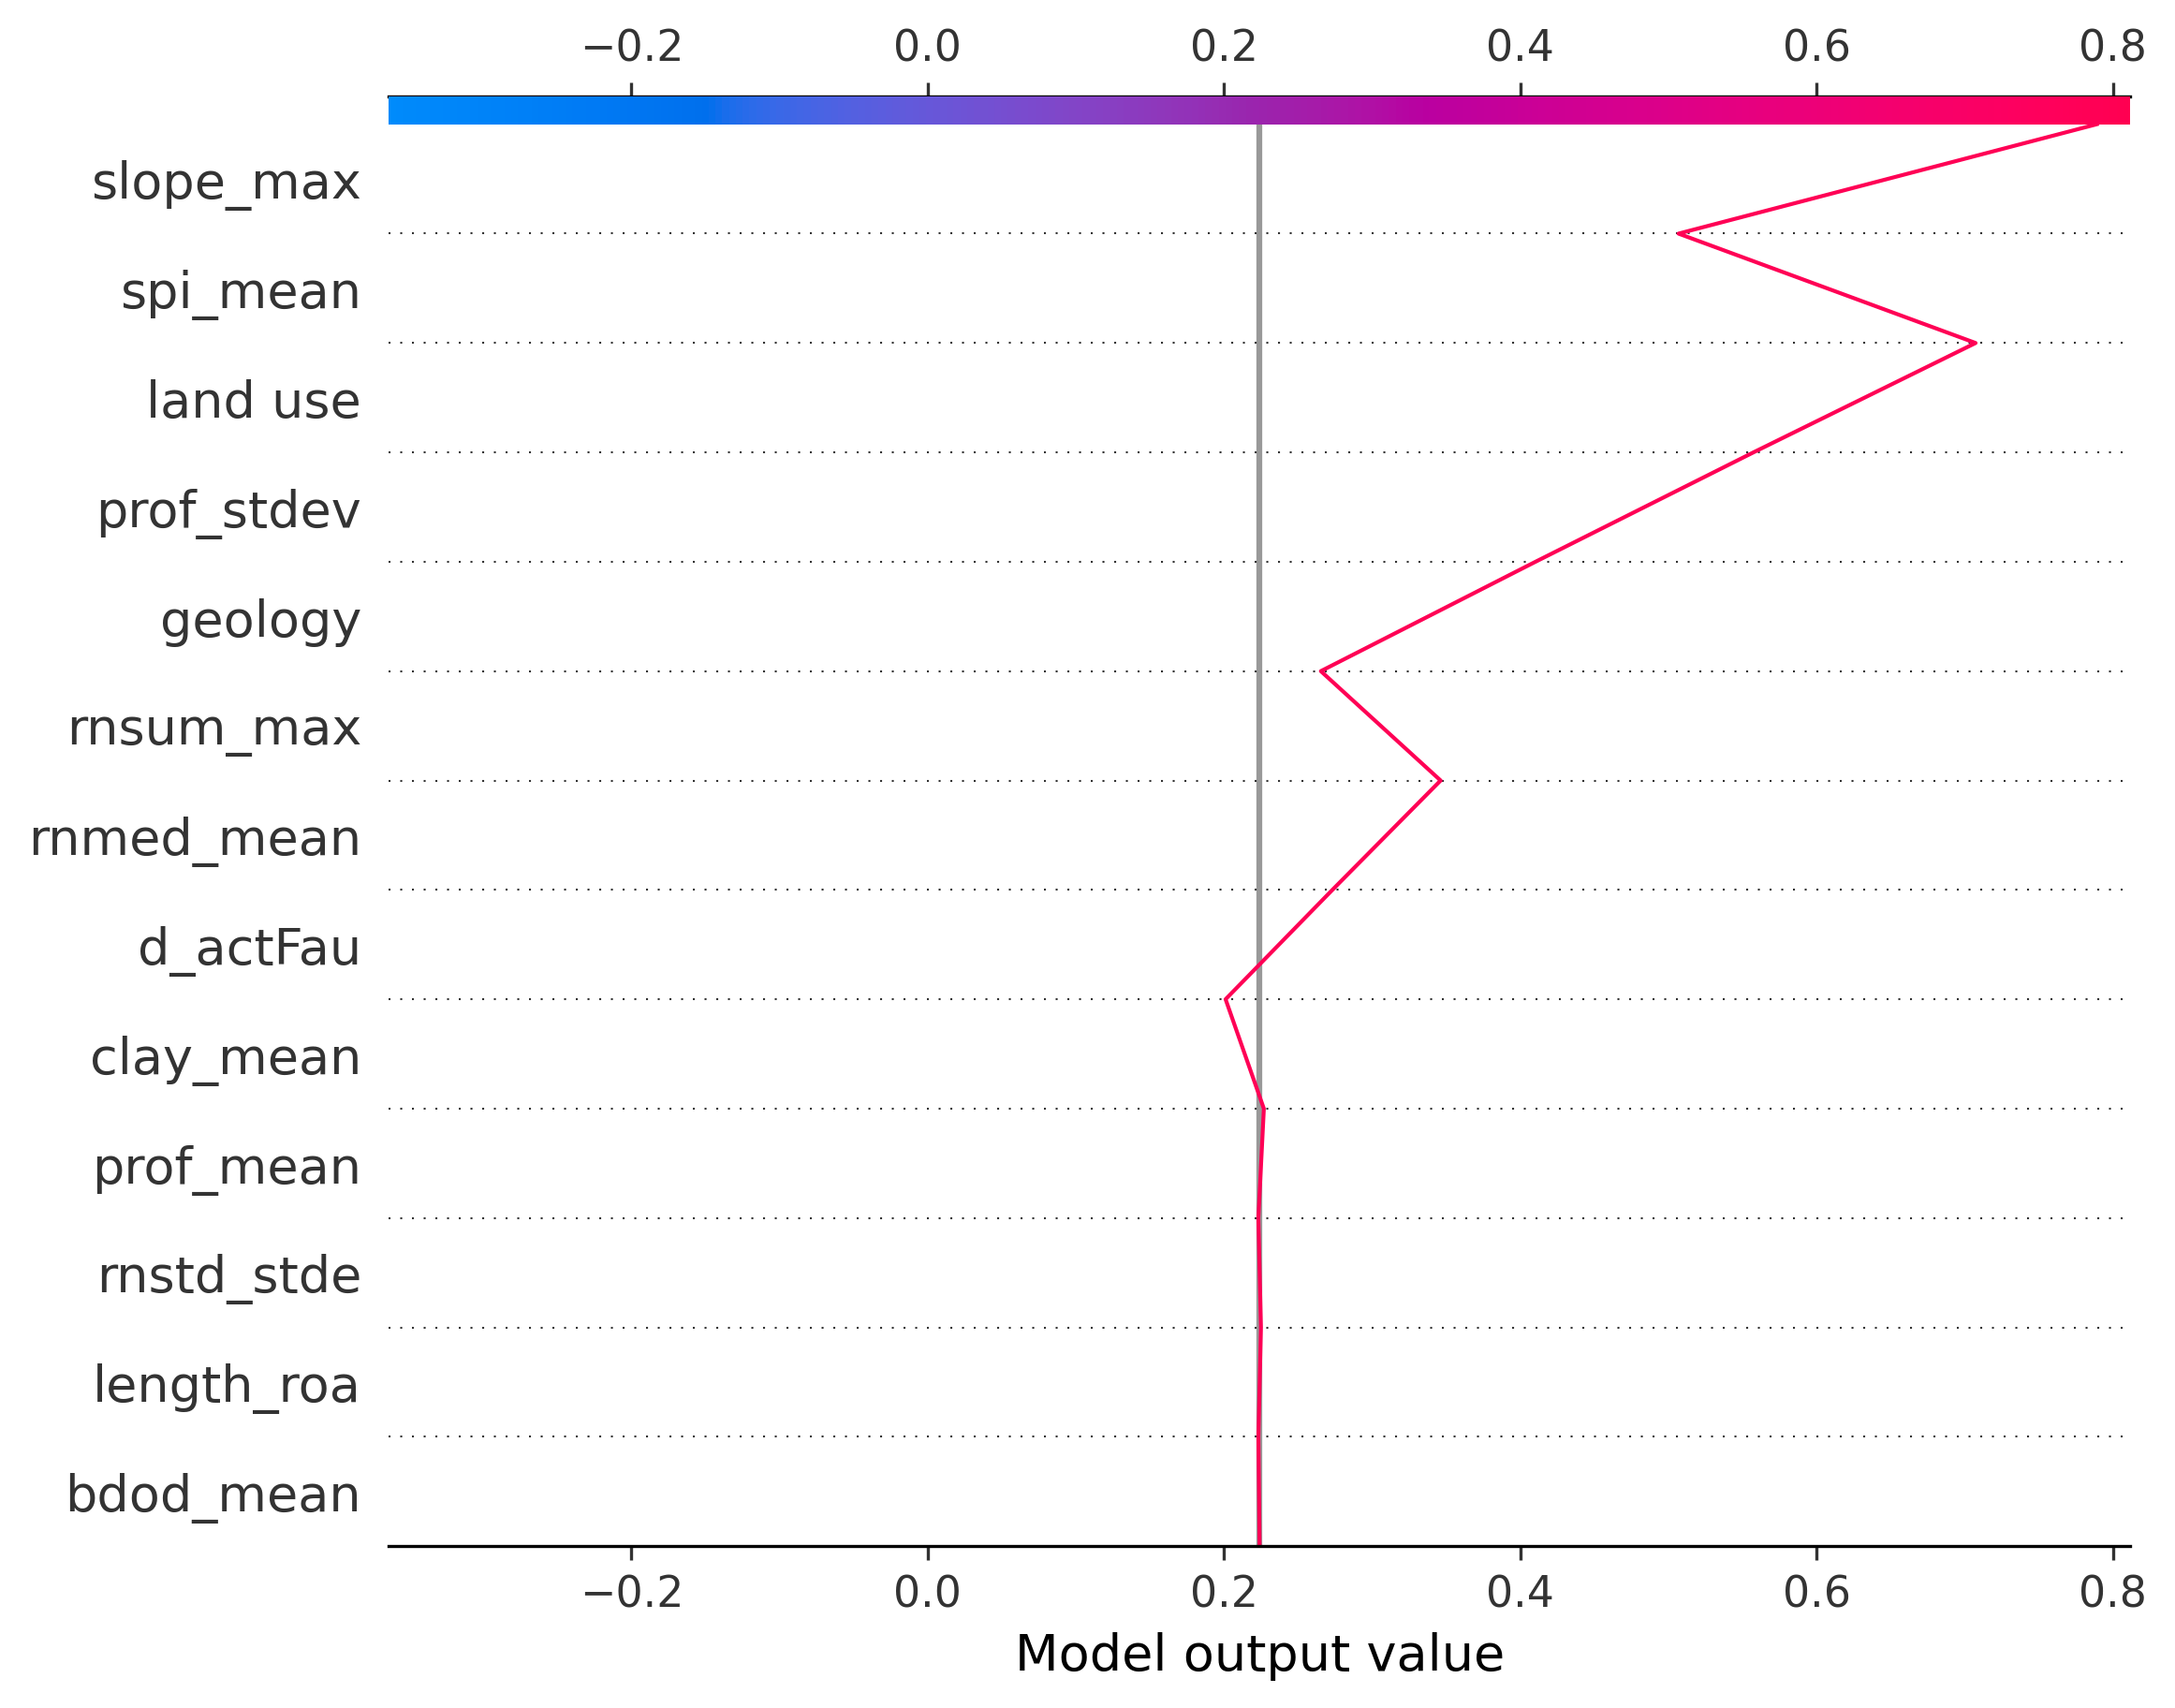 −0.2 0.0 0.2 0.4 0.6 0.8
slope_max
spi_mean
land use
prof_stdev
geology
rnsum_max
rnmed_mean
d_actFau
clay_mean
prof_mean
rnstd_stde
length_roa
bdod_mean
−0.2 0.0 0.2 0.4 0.6 0.8
Model output value